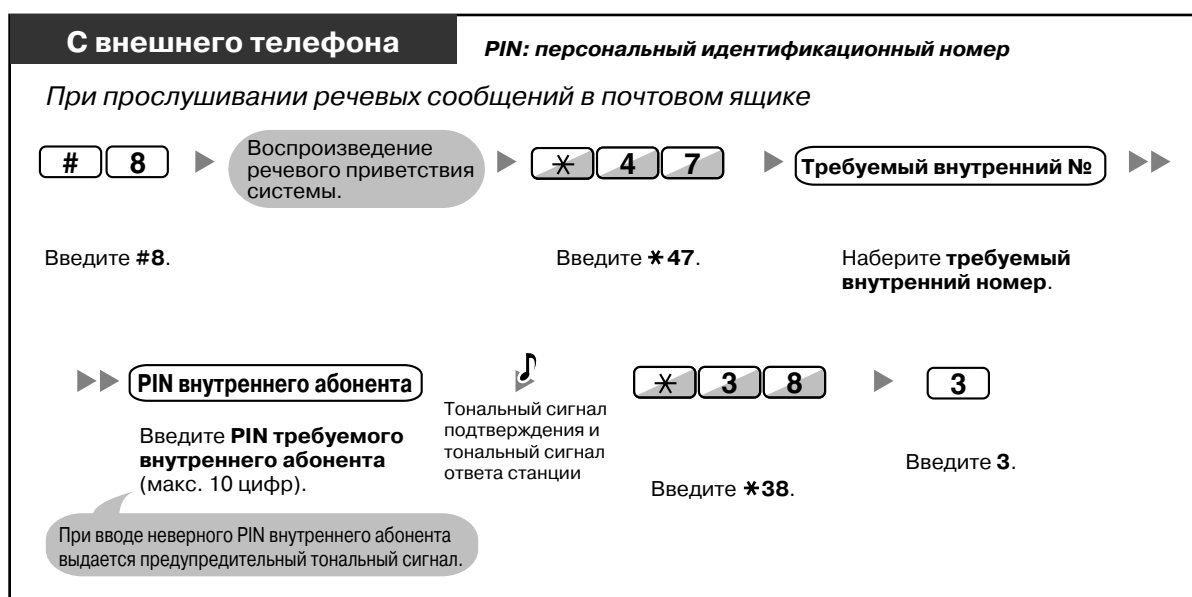 С внешнего телефона
PIN: персональный идентификационный номер
При прослушивании речевых сообщений в почтовом ящике
# 8
Воспроизведение
речевого приветствия
системы.
* 4 7
Требуемый внутренний №
Введите #8.
Введите *47.
Наберите требуемый
внутренний номер.
PIN внутреннего абонента
Введите PIN требуемого
внутреннего абонента
(макс. 10 цифр).
Тональный сигнал
подтверждения и
тональный сигнал
ответа станции
* 3 8
Введите *38.
3
Введите 3.
При вводе неверного PIN внутреннего абонента
выдается предупредительный тональный сигнал.